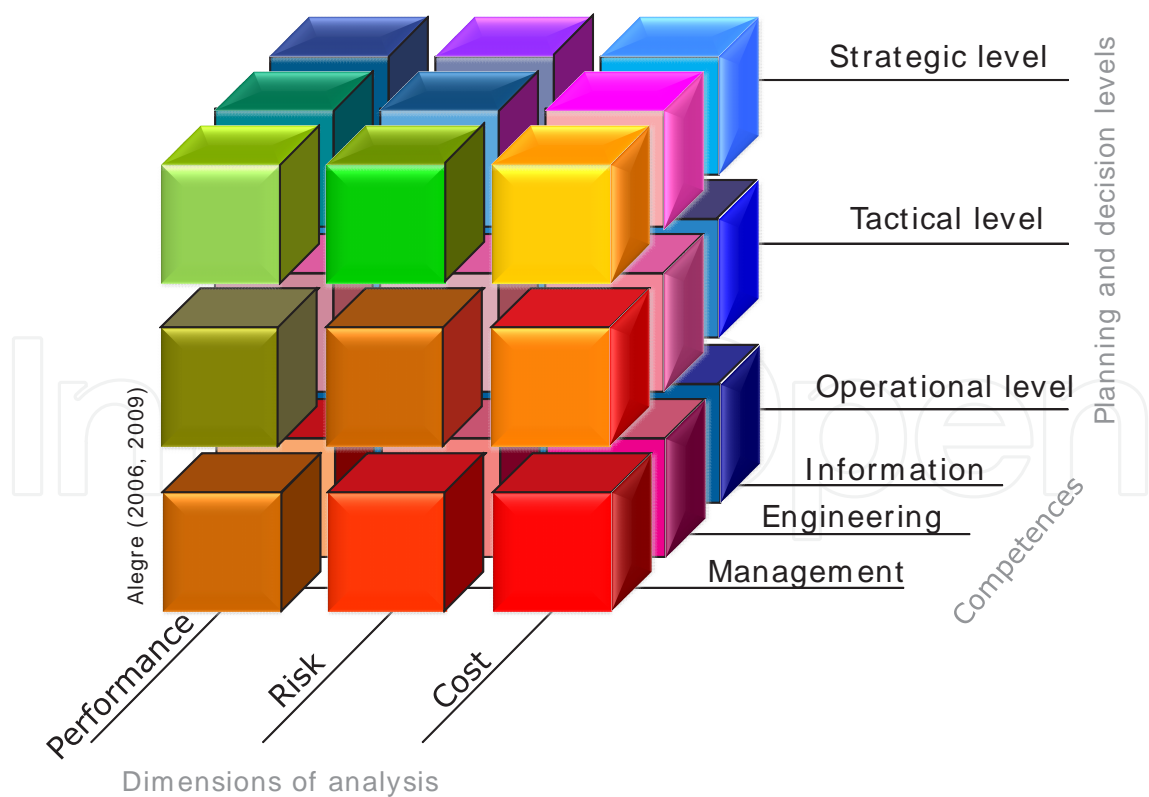 Strategic level
Planning and decision levels
Tactical level
Operational level
Alegre (2006, 2009)
Information
Engineering
Competences
Management
Performance
Risk
Cost
Dimensions of analysis